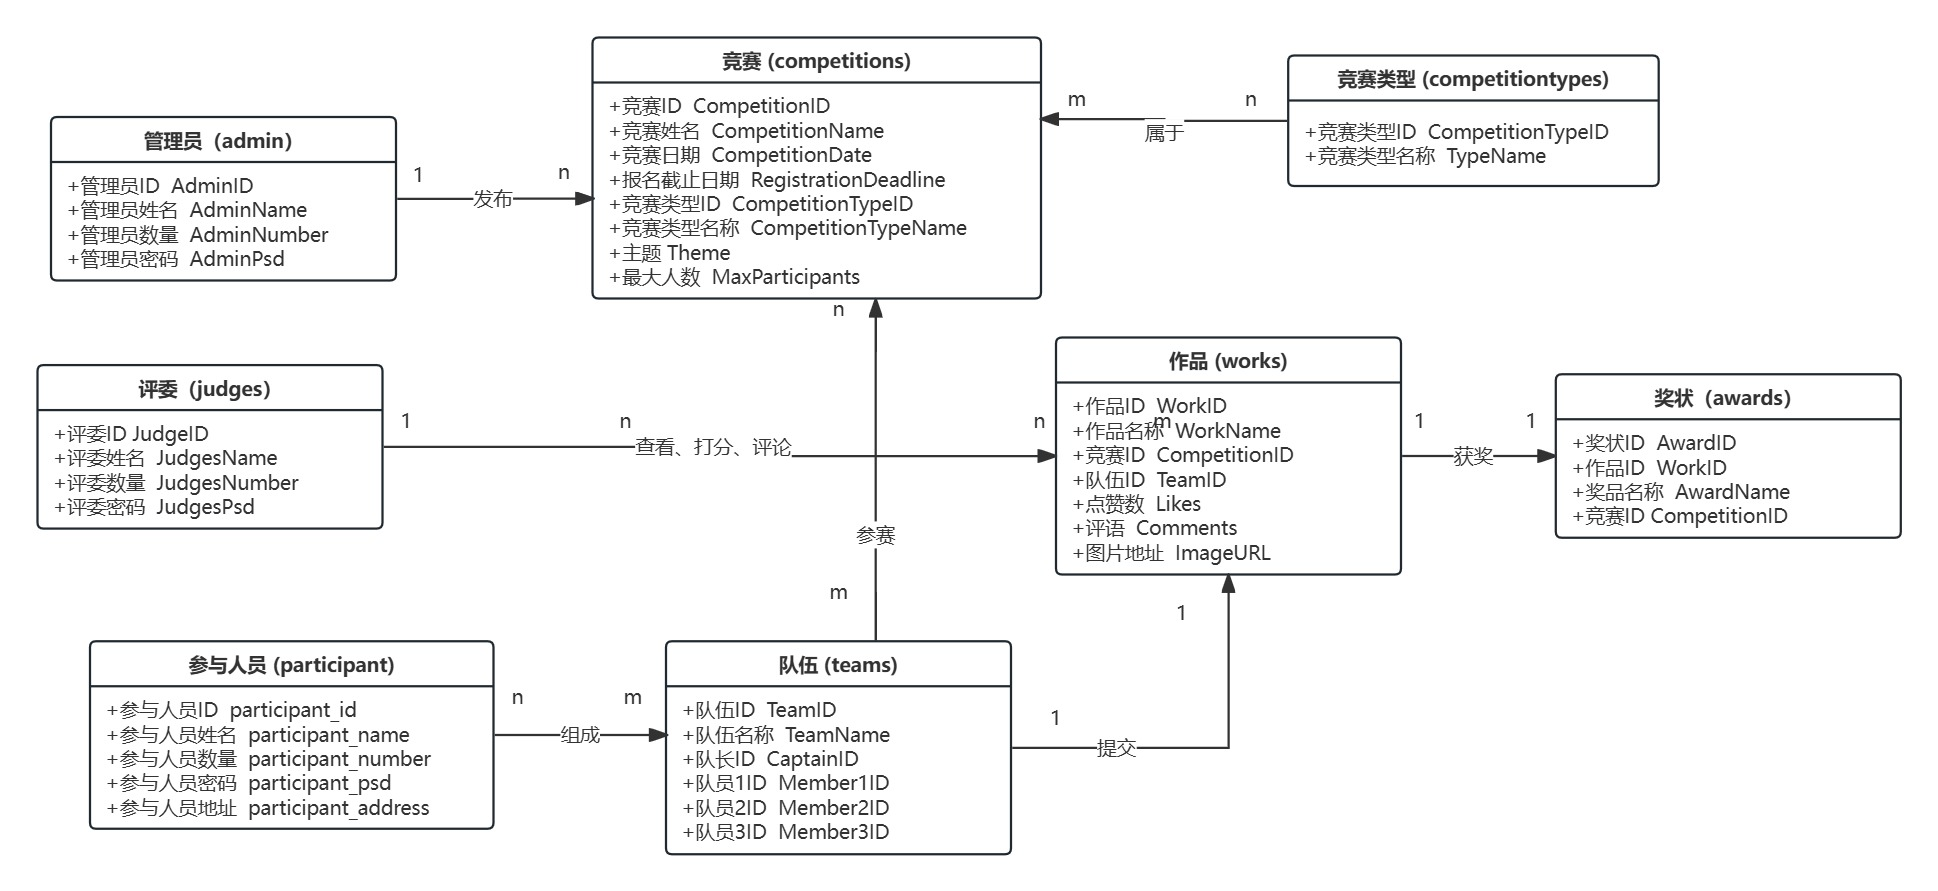 竞赛 (competitions)
+竞赛ID  CompetitionID
+竞赛姓名  CompetitionName
+竞赛日期  CompetitionDate
+报名截止日期  RegistrationDeadline
+竞赛类型ID  CompetitionTypeID
+竞赛类型名称  CompetitionTypeName
+主题 Theme
+最大人数  MaxParticipants
竞赛类型 (competitiontypes)
+竞赛类型ID  CompetitionTypeID
+竞赛类型名称  TypeName
m
n
属于
管理员（admin）
+管理员ID  AdminID
+管理员姓名  AdminName
+管理员数量  AdminNumber
+管理员密码  AdminPsd
1
n
发布
n
m
参赛
评委（judges）
+评委ID JudgeID
+评委姓名  JudgesName
+评委数量  JudgesNumber
+评委密码  JudgesPsd
1
n
n
m
查看、打分、评论
作品 (works)
+作品ID  WorkID
+作品名称  WorkName
+竞赛ID  CompetitionID
+队伍ID  TeamID
+点赞数  Likes
+评语  Comments
+图片地址  ImageURL
1
1
获奖
奖状（awards）
+奖状ID  AwardID
+作品ID  WorkID
+奖品名称  AwardName
+竞赛ID CompetitionID
参与人员 (participant)
+参与人员ID  participant_id
+参与人员姓名  participant_name
+参与人员数量  participant_number
+参与人员密码  participant_psd
+参与人员地址  participant_address
n
m
组成
队伍 (teams)
+队伍ID  TeamID
+队伍名称  TeamName
+队长ID  CaptainID
+队员1ID  Member1ID
+队员2ID  Member2ID
+队员3ID  Member3ID
1
1
提交